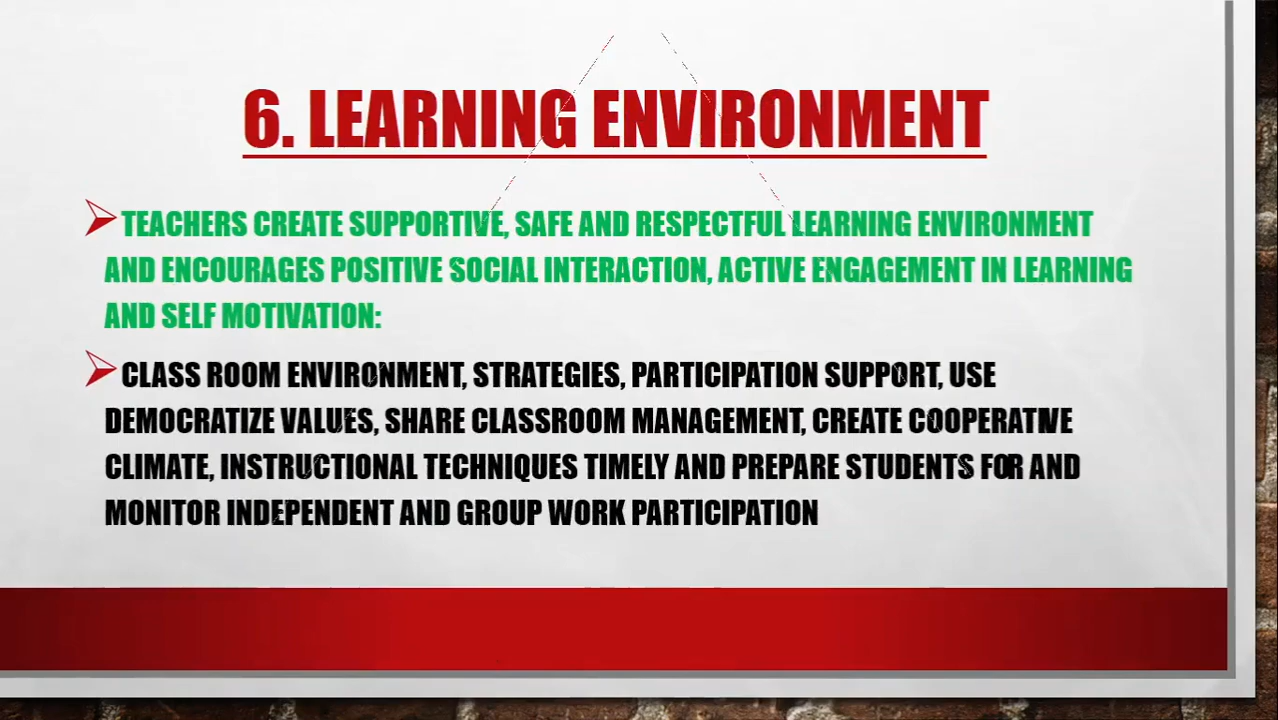 6. LEARNING ENVIRONMENT
TEACHERS CREATE SUPPORTIVE, SAFE AND RESPECTFUL LEARNING ENVIRONMENT
AND ENCOURAGES POSITIVE SOCIAL INTERACTION, ACTIVE ENGAGEMENT IN LEARNING
AND SELF MOTIVATION:
CLASS ROOM ENVIRONMENT, STRATEGIES, PARTICIPATION SUPPORT, USE
DEMOCRATIZE VALUES, SHARE CLASSROOM MANAGEMENT, CREATE COOPERATIVE
CLIMATE, INSTRUCTIONAL TECHNIQUES TIMELY AND PREPARE STUDENTS FOR AND
MONITOR INDEPENDENT AND GROUP WORK PARTICIPATION